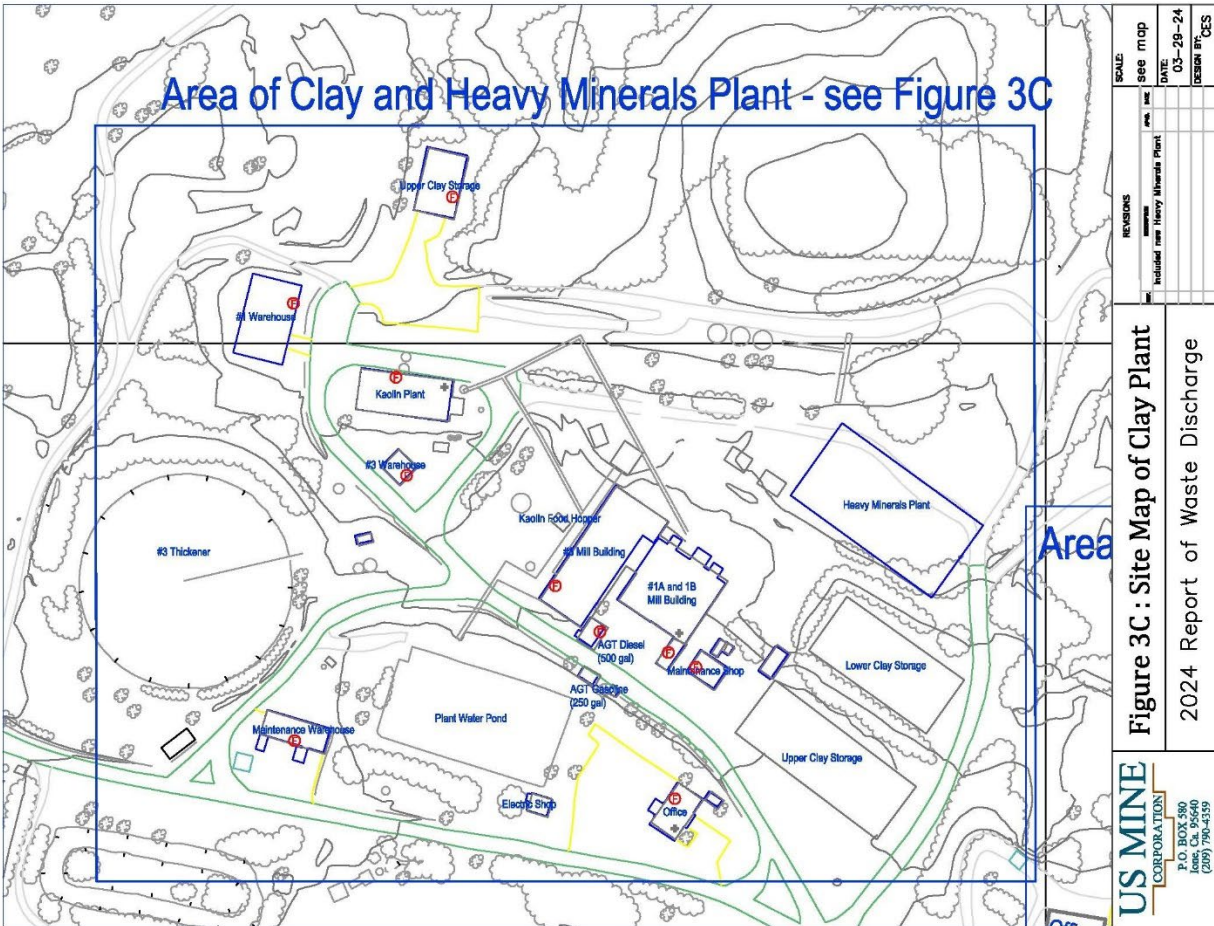 Area of Clay and Heavy Minerals Plant - see Figure 3C
Upper Clay Storage
F
#1 Warehouse
F
Kaolin Plant
F
#3 Warehouse
F
#3 Thickener
Kaolin Food Hopper
#3 Mill Building
F
#1A and 1B
Mill Building
Heavy Minerals Plant
Area
AGT Diesel
(500 gal)
F
F
Maintenance Shop
F
Lower Clay Storage
AGT Gasoline
(250 gal)
Plant Water Pond
Maintenance Warehouse
F
Upper Clay Storage
Electric Shop
Office
F
SCALE:
see map
DATE:
03-29-24
DESIGN BY:
CES
REVISIONS
Included new Heavy Minerals Plant
Figure 3C : Site Map of Clay Plant
2024 Report of Waste Discharge
US MINE
CORPORATION
P.O. BOX 580
Ione, Ca. 95640
(209) 790-4359